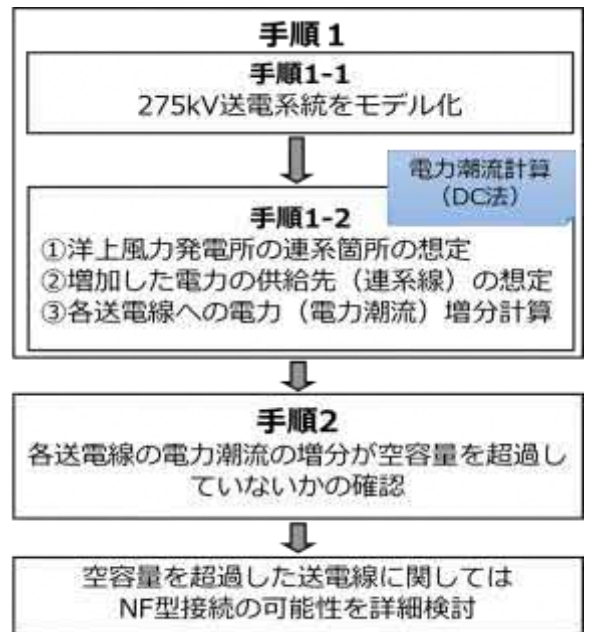 手順１
手順1-1
275kV送電系統をモデル化
電力潮流計算
（DC法）
手順1-2
①洋上風力発電所の連系箇所の想定
②増加した電力の供給先（連系線）の想定
③各送電線への電力（電力潮流）増分計算
手順2
各送電線の電力潮流の増分が空容量を超過し
ていないかの確認
空容量を超過した送電線に関しては
NF型接続の可能性を詳細検討